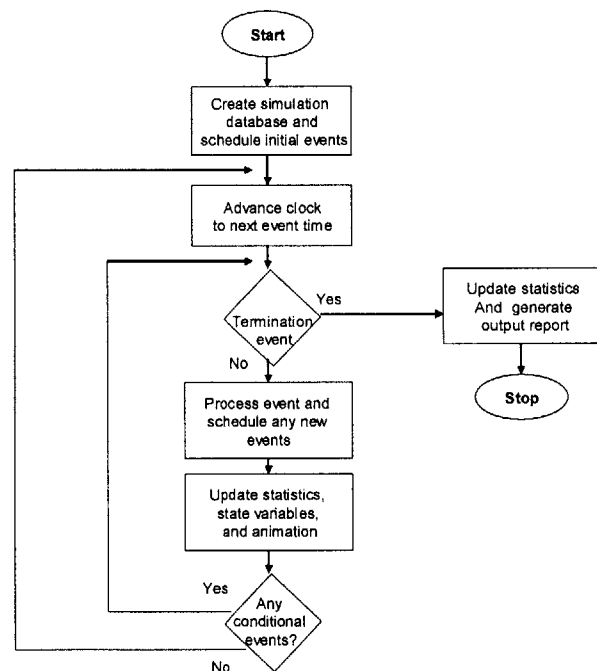 Start
Create simulation
database and
schedule initial events
Advance clock
to next event time
Termination
event
Yes
Update statistics
And generate
output report
Stop
No
Process event and
schedule any new
events
Update statistics,
state variables,
and animation
Yes
Any
conditional
events?
No